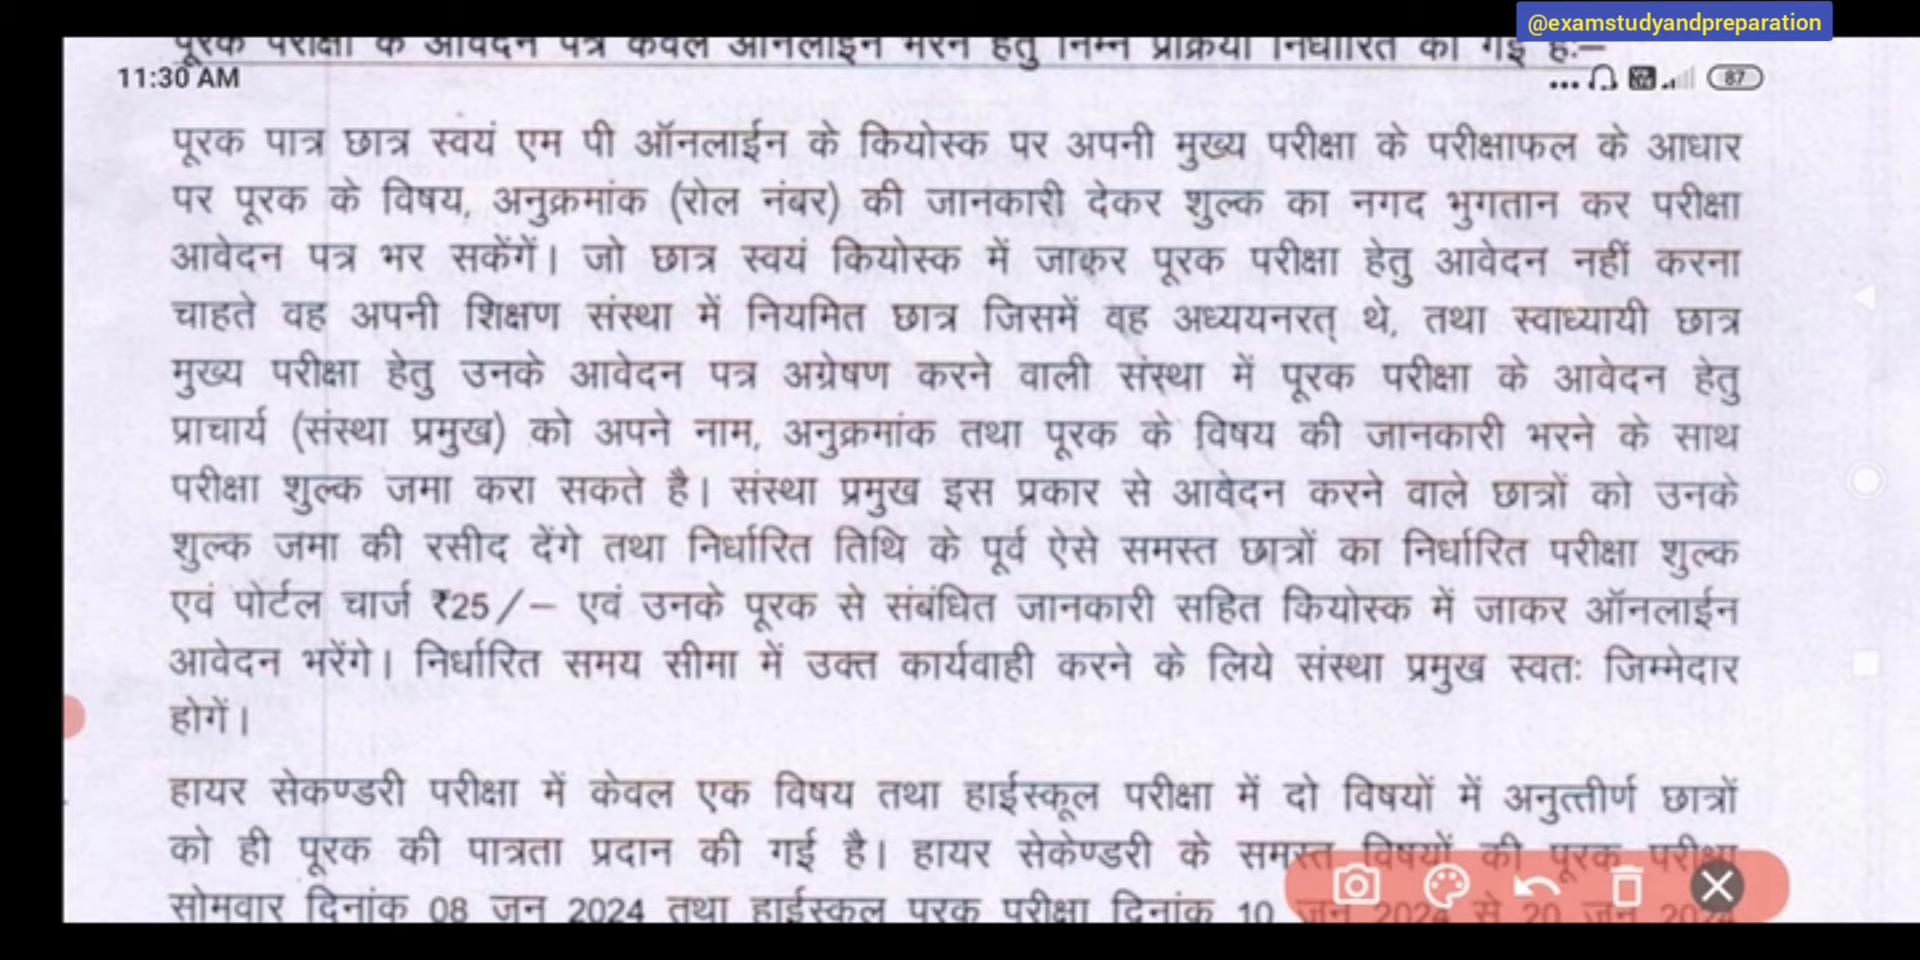 @examstudyandpreparation
पूरक परीक्षा के आवेदन पत्र केवल ऑनलाईन भरने हेतु निम्न प्रक्रिया निर्धारित की गई है:–
11:30 AM
87
पूरक पात्र छात्र स्वयं एम पी ऑनलाईन के कियोस्क पर अपनी मुख्य परीक्षा के परीक्षाफल के आधार
पर पूरक के विषय, अनुक्रमांक (रोल नंबर) की जानकारी देकर शुल्क का नगद भुगतान कर परीक्षा
आवेदन पत्र भर सकेंगें। जो छात्र स्वयं कियोस्क में जाकर पूरक परीक्षा हेतु आवेदन नहीं करना
चाहते वह अपनी शिक्षण संस्था में नियमित छात्र जिसमें वह अध्ययनरत् थे, तथा स्वाध्यायी छात्र
मुख्य परीक्षा हेतु उनके आवेदन पत्र अग्रेषण करने वाली संस्था में पूरक परीक्षा के आवेदन हेतु
प्राचार्य (संस्था प्रमुख) को अपने नाम, अनुक्रमांक तथा पूरक के विषय की जानकारी भरने के साथ
परीक्षा शुल्क जमा करा सकते है। संस्था प्रमुख इस प्रकार से आवेदन करने वाले छात्रों को उनके
शुल्क जमा की रसीद देंगे तथा निर्धारित तिथि के पूर्व ऐसे समस्त छात्रों का निर्धारित परीक्षा शुल्क
एवं पोर्टल चार्ज ₹25/– एवं उनके पूरक से संबंधित जानकारी सहित कियोस्क में जाकर ऑनलाईन
आवेदन भरेंगे। निर्धारित समय सीमा में उक्त कार्यवाही करने के लिये संस्था प्रमुख स्वतः जिम्मेदार
होगें।
हायर सेकण्डरी परीक्षा में केवल एक विषय तथा हाईस्कूल परीक्षा में दो विषयों में अनुत्तीर्ण छात्रों
को ही पूरक की पात्रता प्रदान की गई है। हायर सेकेण्डरी के समस्त विषयों की पूरक परीक्षा
सोमवार दिनांक 08 जून 2024 तथा हाईस्कूल पूरक परीक्षा दिनांक 10 जून 2024 से 20 जून 2024